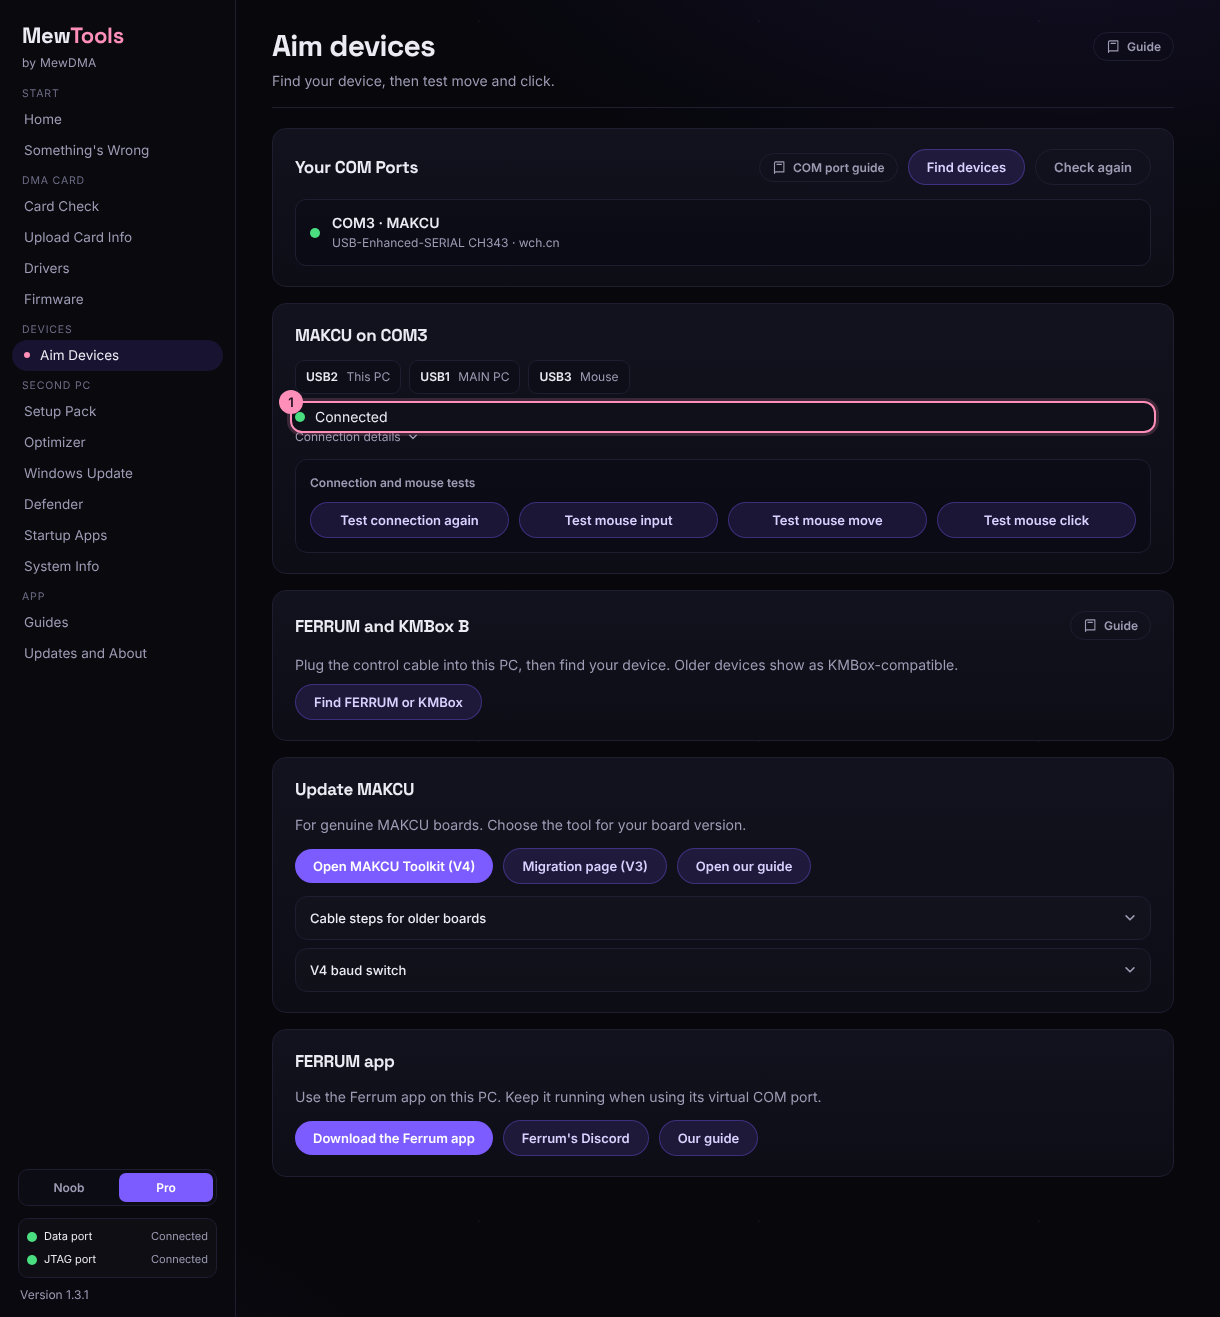 MewTools
by MewDMA
START
Home
Something's Wrong
DMA CARD
Card Check
Upload Card Info
Drivers
Firmware
DEVICES
Aim Devices
SECOND PC
Setup Pack
Optimizer
Windows Update
Defender
Startup Apps
System Info
APP
Guides
Updates and About
Noob Pro
Data port Connected
JTAG port Connected
Version 1.3.1
Aim devices
Guide
Find your device, then test move and click.
Your COM Ports
COM port guide Find devices Check again
COM3 · MAKCU
USB-Enhanced-SERIAL CH343 · wch.cn
MAKCU on COM3
USB2 This PC USB1 MAIN PC USB3 Mouse
1
Connected
Connection details
Connection and mouse tests
Test connection again Test mouse input Test mouse move Test mouse click
FERRUM and KMBox B
Guide
Plug the control cable into this PC, then find your device. Older devices show as KMBox-compatible.
Find FERRUM or KMBox
Update MAKCU
For genuine MAKCU boards. Choose the tool for your board version.
Open MAKCU Toolkit (V4) Migration page (V3) Open our guide
Cable steps for older boards
V4 baud switch
FERRUM app
Use the Ferrum app on this PC. Keep it running when using its virtual COM port.
Download the Ferrum app Ferrum's Discord Our guide